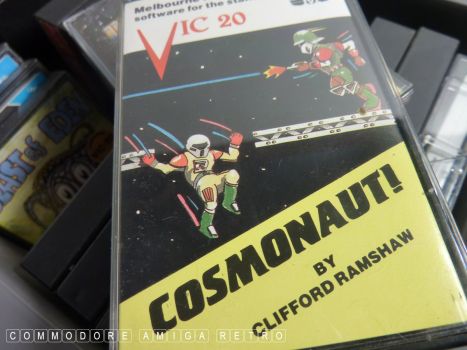 Melbourne
software for the
VIC 20
COSMONAUT!
BY
CLIFFORD RAMSHAW
COMMODORE AMIGA RETRO